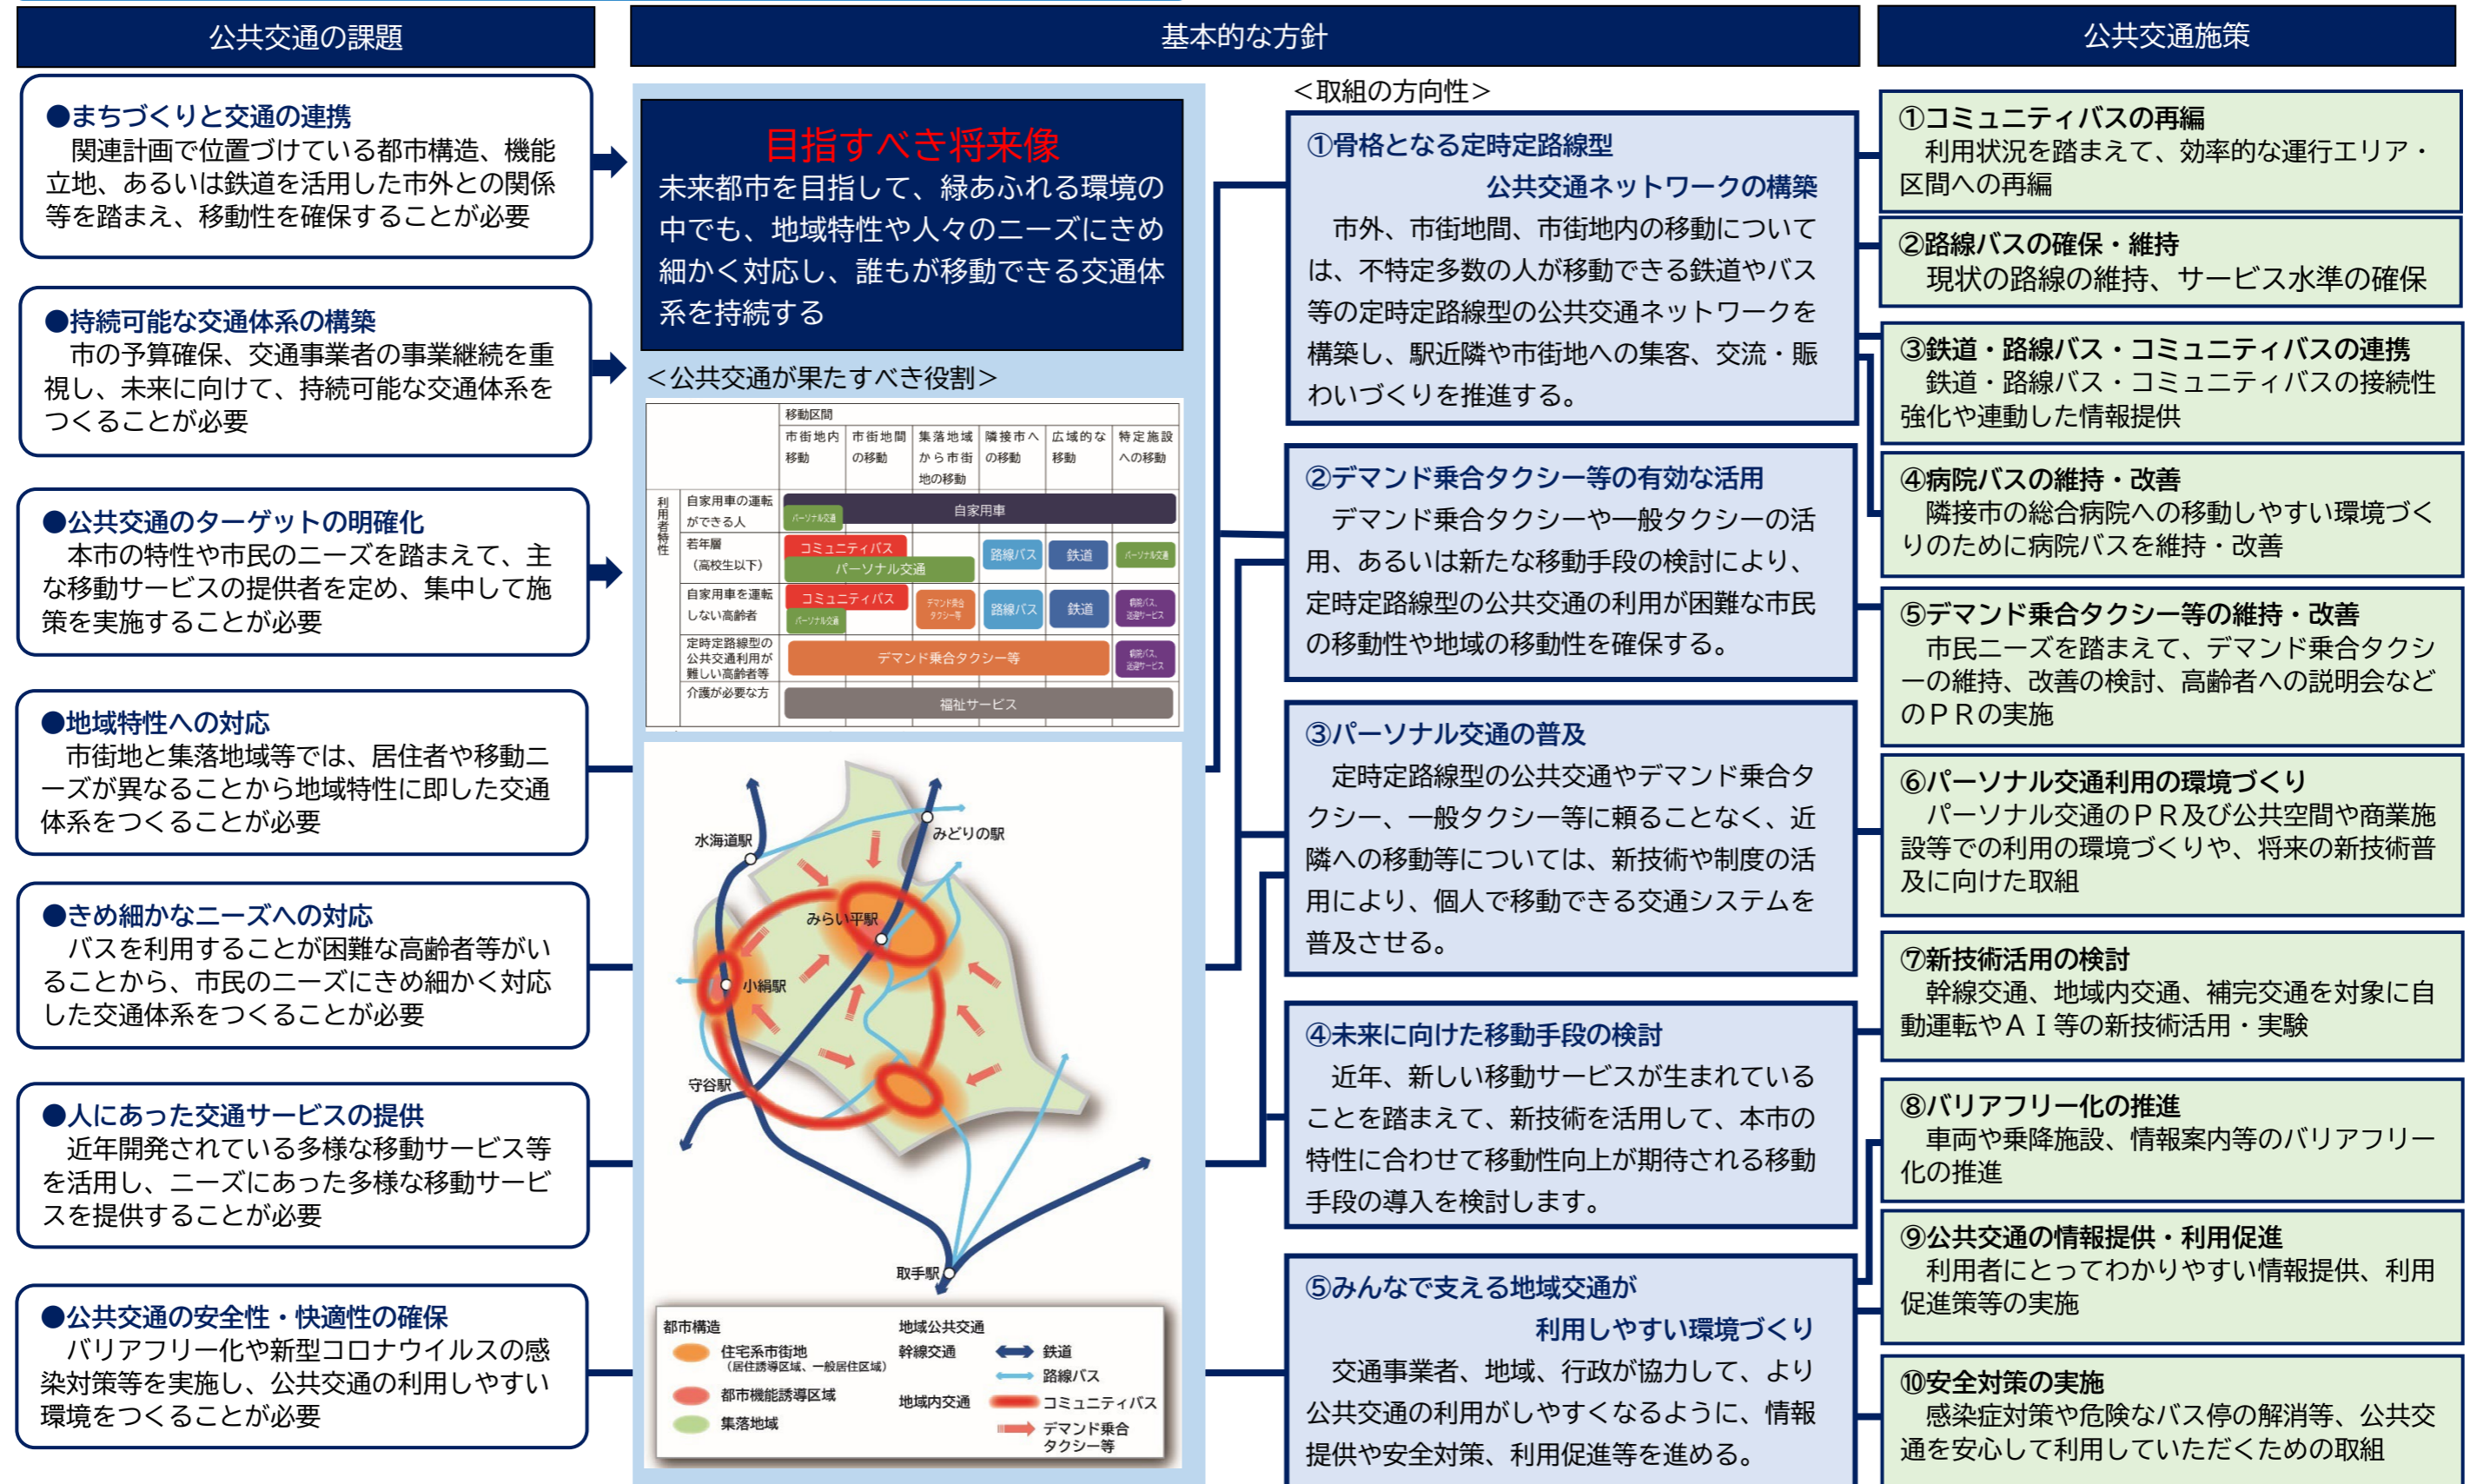 公共交通の課題
●まちづくりと交通の連携
関連計画で位置づけている都市構造、機能
立地、あるいは鉄道を活用した市外との関係
等を踏まえ、移動性を確保することが必要
●持続可能な交通体系の構築
市の予算確保、交通事業者の事業継続を重
視し、未来に向けて、持続可能な交通体系を
つくることが必要
●公共交通のターゲットの明確化
本市の特性や市民のニーズを踏まえて、主
な移動サービスの提供者を定め、集中して施
策を実施することが必要
●地域特性への対応
市街地と集落地域等では、居住者や移動ニ
ーズが異なることから地域特性に即した交通
体系をつくることが必要
●きめ細かなニーズへの対応
バスを利用することが困難な高齢者等がい
ることから、市民のニーズにきめ細かく対応
した交通体系をつくることが必要
●人にあった交通サービスの提供
近年開発されている多様な移動サービス等
を活用し、ニーズにあった多様な移動サービ
スを提供することが必要
●公共交通の安全性・快適性の確保
バリアフリー化や新型コロナウイルスの感
染対策等を実施し、公共交通の利用しやすい
環境をつくることが必要
基本的な方針
目指すべき将来像
未来都市を目指して、緑あふれる環境の
中でも、地域特性や人々のニーズにきめ
細かく対応し、誰もが移動できる交通体
系を持続する
＜公共交通が果たすべき役割＞
移動区間
市街地内
移動
市街地間
の移動
集落地域
から市街
地の移動
隣接市へ
の移動
広域的な
移動
特定施設
への移動
利用者特性
自家用車の運転
ができる人
自家用車
パーソナル交通
若年層
（高校生以下）
コミュニティバス
パーソナル交通
路線バス
鉄道
パーソナル交通
自家用車を運転
しない高齢者
コミュニティバス
パーソナル交通
デマンド乗合
タクシー等
路線バス
鉄道
病院バス、
送迎サービス
定時定路線型の
公共交通利用が
難しい高齢者等
デマンド乗合タクシー等
病院バス、
送迎サービス
介護が必要な方
福祉サービス
水海道駅
みどりの駅
みらい平駅
小絹駅
守谷駅
取手駅
都市構造
住宅系市街地
（居住誘導区域、一般居住区域）
都市機能誘導区域
集落地域
地域公共交通
幹線交通
鉄道
路線バス
地域内交通
コミュニティバス
デマンド乗合
タクシー等
＜取組の方向性＞
①骨格となる定時定路線型
公共交通ネットワークの構築
市外、市街地間、市街地内の移動について
は、不特定多数の人が移動できる鉄道やバス
等の定時定路線型の公共交通ネットワークを
構築し、駅近隣や市街地への集客、交流・賑
わいづくりを推進する。
②デマンド乗合タクシー等の有効な活用
デマンド乗合タクシーや一般タクシーの活
用、あるいは新たな移動手段の検討により、
定時定路線型の公共交通の利用が困難な市民
の移動性や地域の移動性を確保する。
③パーソナル交通の普及
定時定路線型の公共交通やデマンド乗合タ
クシー、一般タクシー等に頼ることなく、近
隣への移動等については、新技術や制度の活
用により、個人で移動できる交通システムを
普及させる。
④未来に向けた移動手段の検討
近年、新しい移動サービスが生まれている
ことを踏まえて、新技術を活用して、本市の
特性に合わせて移動性向上が期待される移動
手段の導入を検討します。
⑤みんなで支える地域交通が
利用しやすい環境づくり
交通事業者、地域、行政が協力して、より
公共交通の利用がしやすくなるように、情報
提供や安全対策、利用促進等を進める。
公共交通施策
①コミュニティバスの再編
利用状況を踏まえて、効率的な運行エリア・
区間への再編
②路線バスの確保・維持
現状の路線の維持、サービス水準の確保
③鉄道・路線バス・コミュニティバスの連携
鉄道・路線バス・コミュニティバスの接続性
強化や連動した情報提供
④病院バスの維持・改善
隣接市の総合病院への移動しやすい環境づく
りのために病院バスを維持・改善
⑤デマンド乗合タクシー等の維持・改善
市民ニーズを踏まえて、デマンド乗合タクシ
ーの維持、改善の検討、高齢者への説明会など
のＰＲの実施
⑥パーソナル交通利用の環境づくり
パーソナル交通のＰＲ及び公共空間や商業施
設等での利用の環境づくりや、将来の新技術普
及に向けた取組
⑦新技術活用の検討
幹線交通、地域内交通、補完交通を対象に自
動運転やＡＩ等の新技術活用・実験
⑧バリアフリー化の推進
車両や乗降施設、情報案内等のバリアフリー
化の推進
⑨公共交通の情報提供・利用促進
利用者にとってわかりやすい情報提供、利用
促進策等の実施
⑩安全対策の実施
感染症対策や危険なバス停の解消等、公共交
通を安心して利用していただくための取組